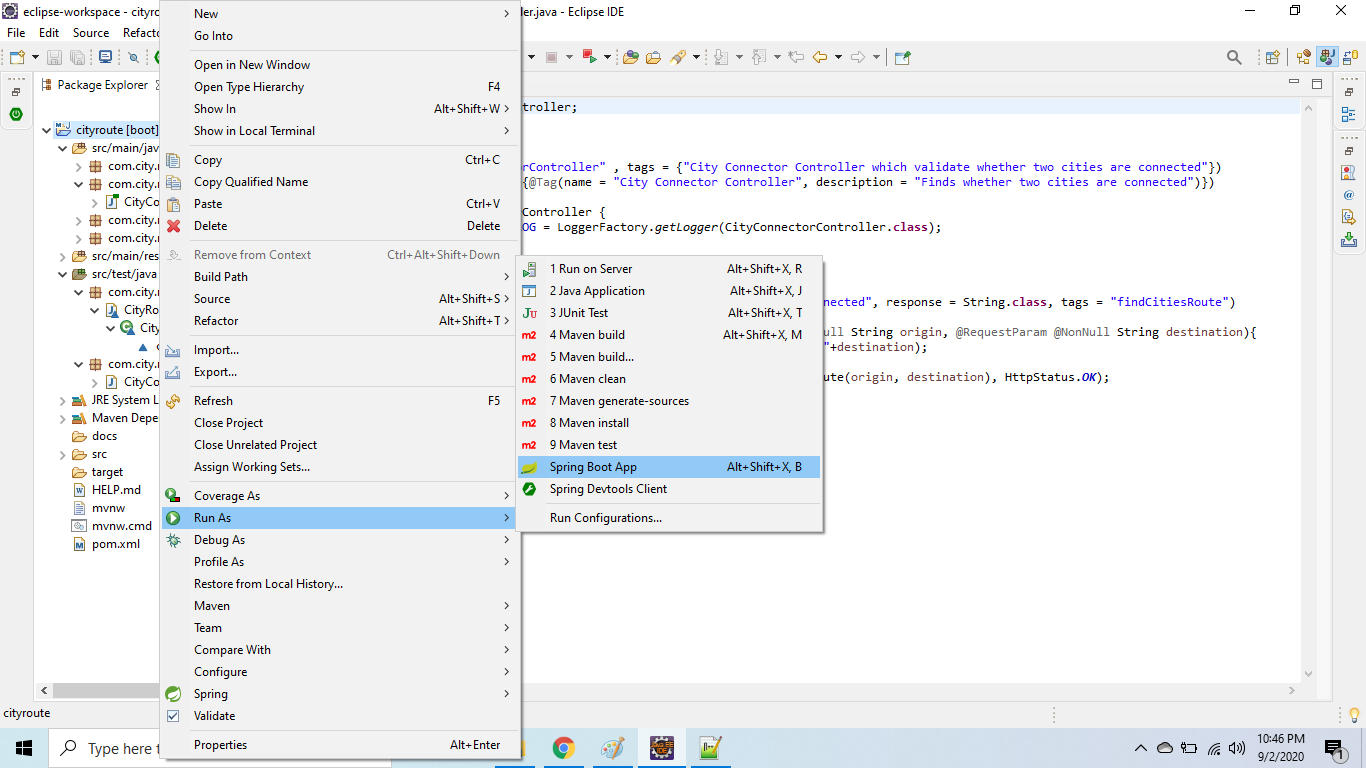 eclipse-workspace - cityro
ller.java - Eclipse IDE
File Edit Source Refacto
Package Explorer
cityroute [boot]
src/main/jav
com.city.
com.city.r
CityCo
com.city.r
com.city.r
src/main/res
src/test/java
com.city.r
CityRo
City
com.city.r
CityCo
JRE System L
Maven Depe
docs
src
target
HELP.md
mvnw
mvnw.cmd
pom.xml
New
Go Into
Open in New Window
Open Type Hierarchy F4
Show In Alt+Shift+W
Show in Local Terminal
Copy Ctrl+C
Copy Qualified Name
Paste Ctrl+V
Delete Delete
Remove from Context Ctrl+Alt+Shift+Down
Build Path
Source Alt+Shift+S
Refactor Alt+Shift+T
Import...
Export...
Refresh F5
Close Project
Close Unrelated Project
Assign Working Sets...
Coverage As
Run As
Debug As
Profile As
Restore from Local History...
Maven
Team
Compare With
Configure
Spring
Validate
Properties Alt+Enter
1 Run on Server Alt+Shift+X, R
2 Java Application Alt+Shift+X, J
3 JUnit Test Alt+Shift+X, T
4 Maven build Alt+Shift+X, M
5 Maven build...
6 Maven clean
7 Maven generate-sources
8 Maven install
9 Maven test
Spring Boot App Alt+Shift+X, B
Spring Devtools Client
Run Configurations...
troller;
rController" , tags = {"City Connector Controller which validate whether two cities are connected"})
{@Tag(name = "City Connector Controller", description = "Finds whether two cities are connected")})
Controller {
OG = LoggerFactory.getLogger(CityConnectorController.class);
nected", response = String.class, tags = "findCitiesRoute")
ull String origin, @RequestParam @NonNull String destination){
"+destination);
ute(origin, destination), HttpStatus.OK);
cityroute
Type here t
10:46 PM
9/2/2020
1